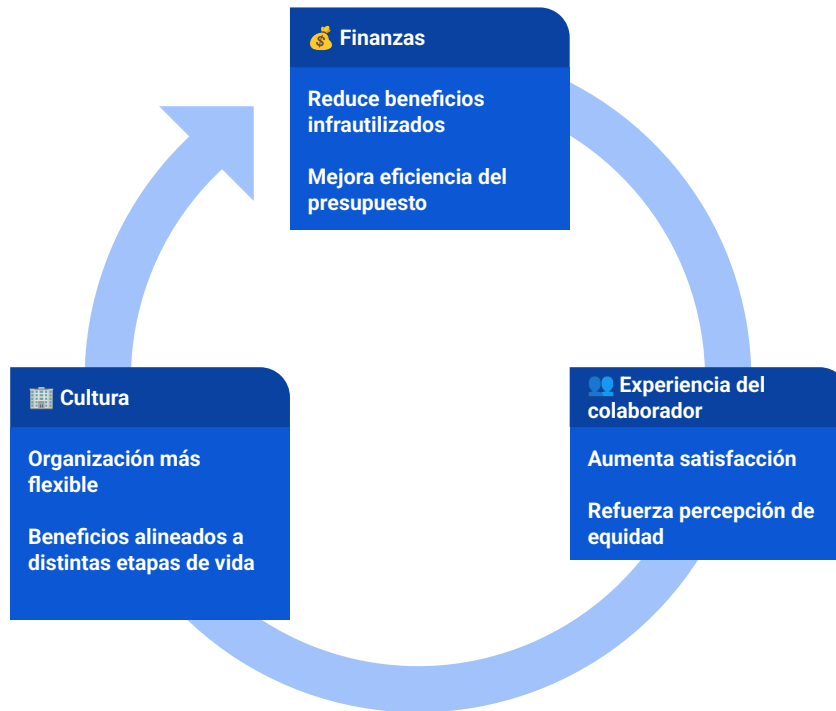 💰 Finanzas
Reduce beneficios
infrautilizados
Mejora eficiencia del
presupuesto
👥 Experiencia del
colaborador
Aumenta satisfacción
Refuerza percepción de
equidad
🏢 Cultura
Organización más
flexible
Beneficios alineados a
distintas etapas de vida